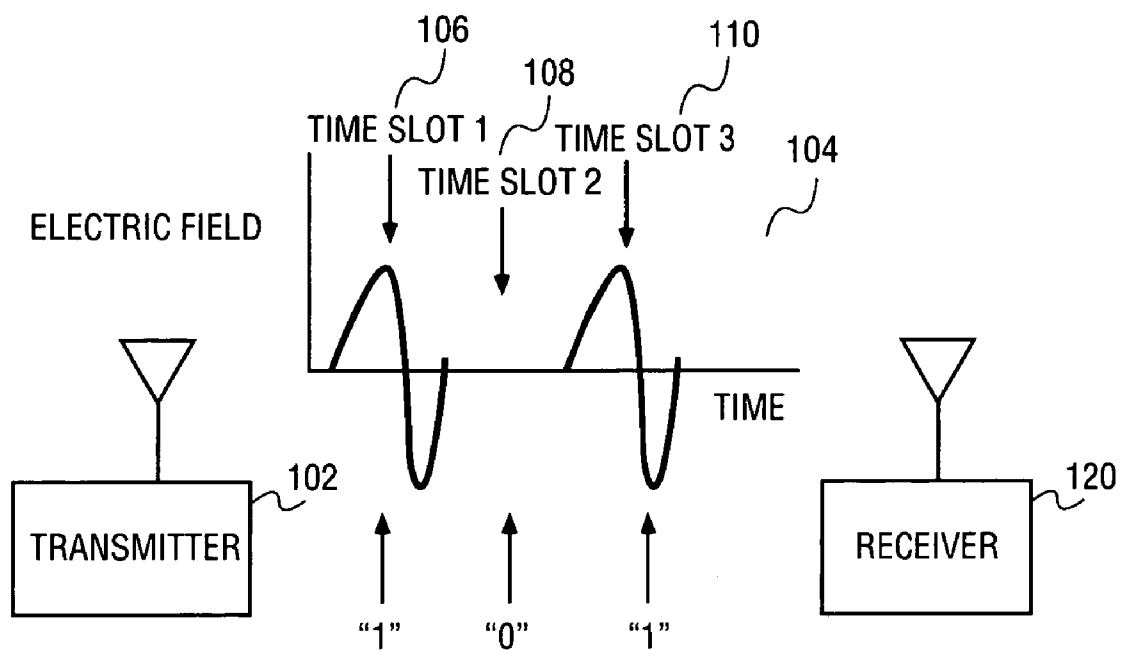 106
110
108
TIME SLOT 1
TIME SLOT 3
104
TIME SLOT 2
ELECTRIC FIELD
TIME
102
120
TRANSMITTER
RECEIVER
“1”
“0”
“1”